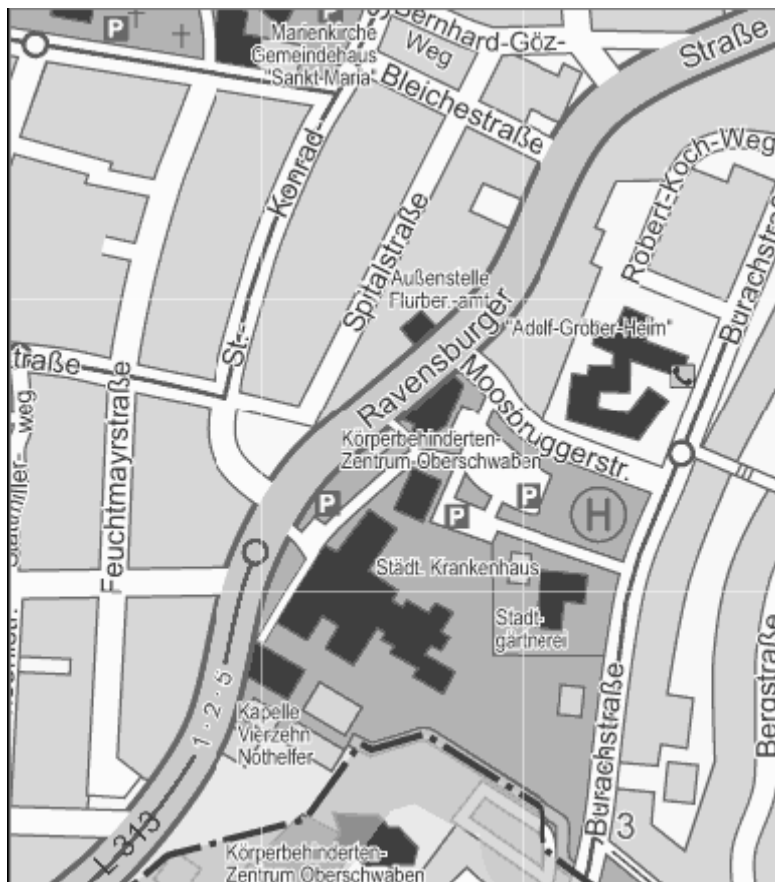 P
P
Marienkirche
Gemeindehaus
"Sankt-Maria"
Bernhard-Göz-
Weg
Straße
Bleichestraße
Konrad-
St.-
Spitalstraße
Robert-Koch-Weg
Burachstraße
Außenstelle
Flurber.-amt
"Adolf-Gröber-Heim"
Ravensburger
traße
weg
Feuchtmayrstraße
Moosbruggerstr.
Körperbehinderten-
Zentrum-Oberschwaben
P
P
P
H
Städt. Krankenhaus
Stadt-
gärtnerei
Kapelle
Vierzehn
Nothelfer
1·2·5
L 313
Burachstraße
Bergstraße
3
Körperbehinderten-
Zentrum Oberschwaben